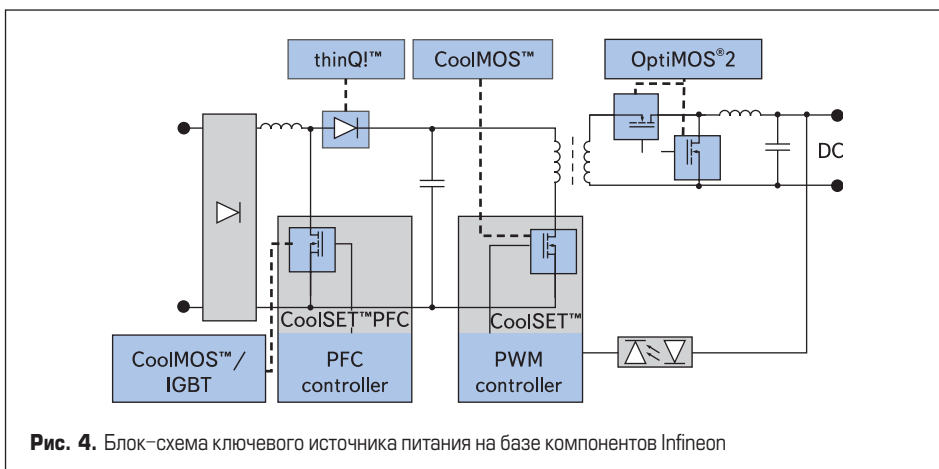 thinQ!™
CoolMOS™
OptiMOS®2
DC
CoolSET™PFC
CoolSET™
CoolMOS™/
IGBT
PFC
controller
PWM
controller
Рис. 4. Блок-схема ключевого источника питания на базе компонентов Infineon